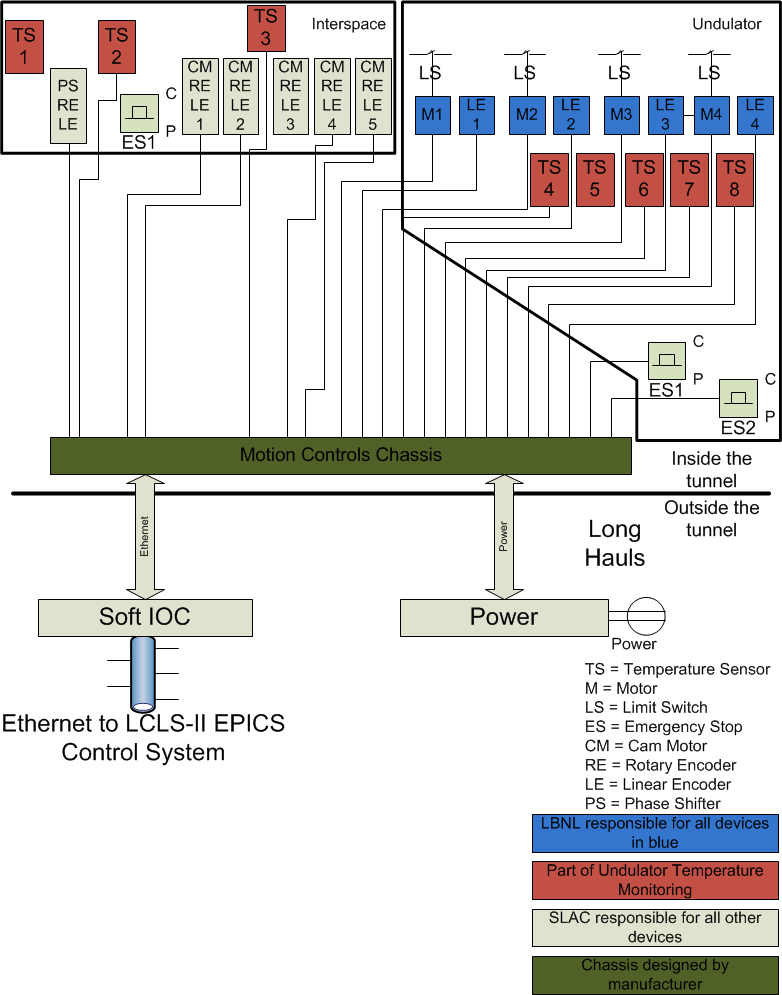 Interspace
Undulator
TS
1
TS
2
TS
3
PS
RE
LE
C
P
ES1
CM
RE
LE
1
CM
RE
LE
2
CM
RE
LE
3
CM
RE
LE
4
CM
RE
LE
5
LS
LS
LS
LS
M1
LE
1
M2
LE
2
M3
LE
3
M4
LE
4
TS
4
TS
5
TS
6
TS
7
TS
8
C
P
ES1
C
P
ES2
Motion Controls Chassis
Inside the
tunnel
Outside the
tunnel
Ethernet
Power
Long
Hauls
Soft IOC
Power
Power
Ethernet to LCLS-II EPICS
Control System
TS = Temperature Sensor
M = Motor
LS = Limit Switch
ES = Emergency Stop
CM = Cam Motor
RE = Rotary Encoder
LE = Linear Encoder
PS = Phase Shifter
LBNL responsible for all devices
in blue
Part of Undulator Temperature
Monitoring
SLAC responsible for all other
devices
Chassis designed by
manufacturer